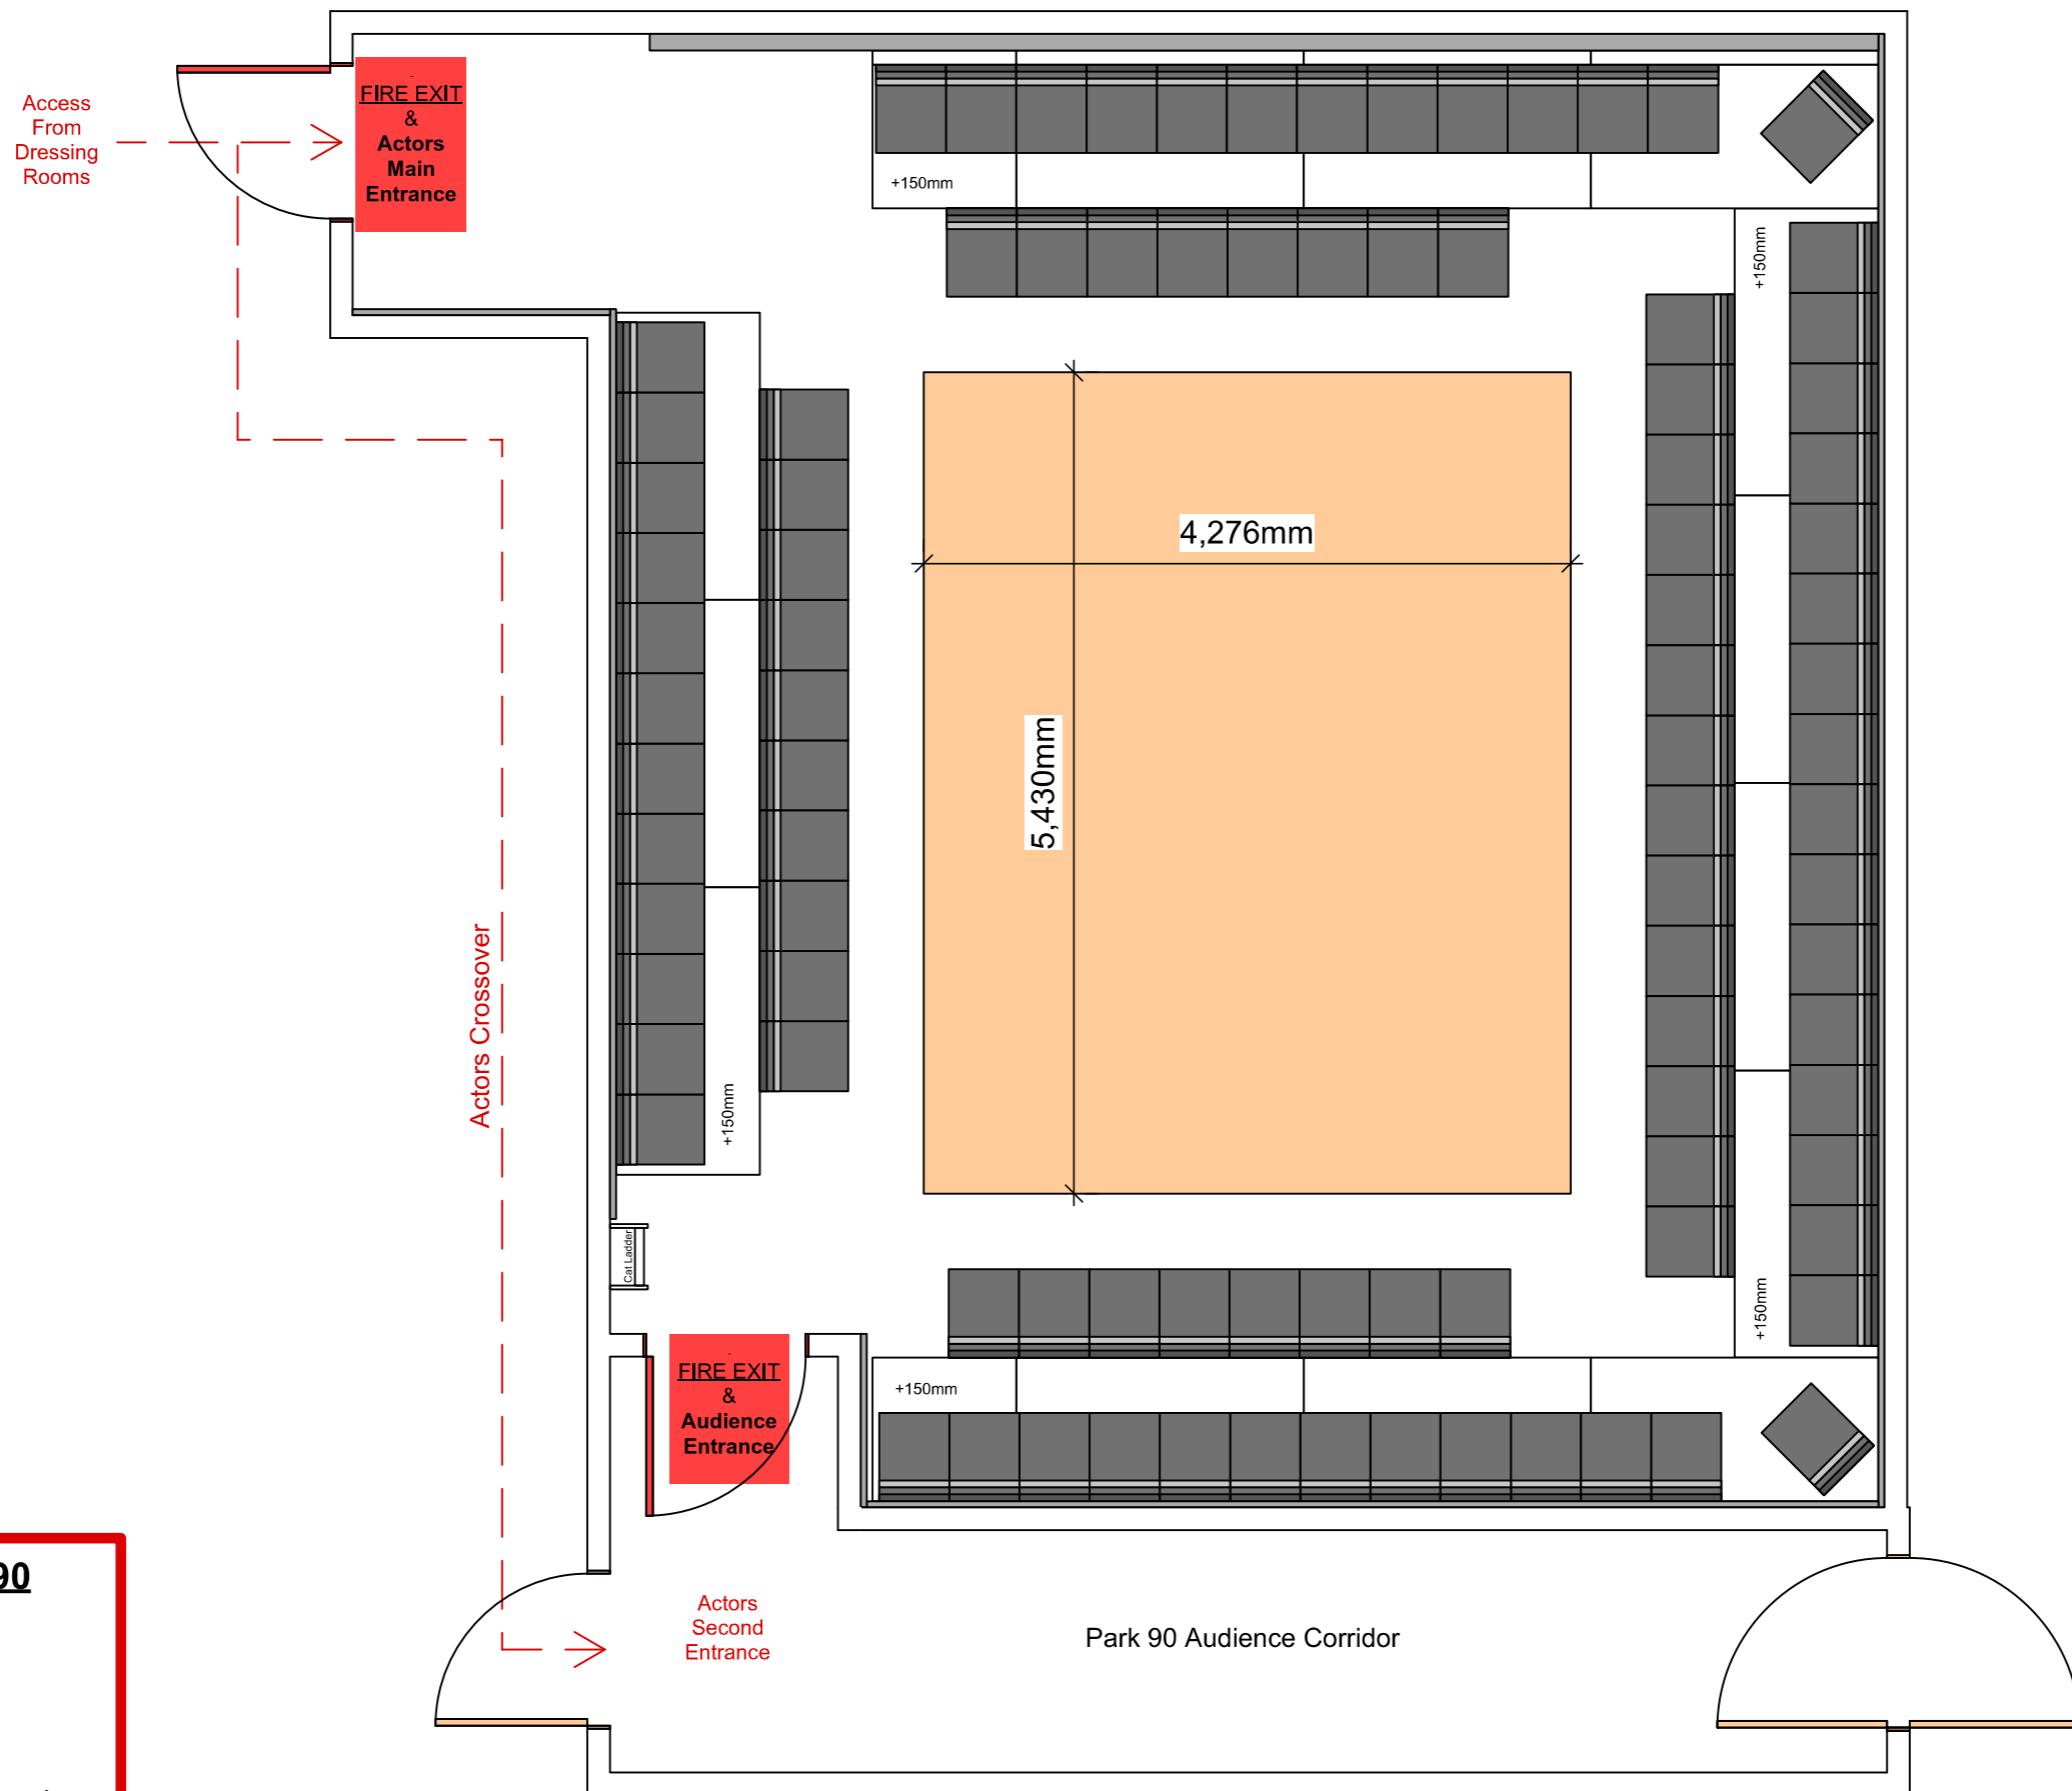 Access
From
Dressing
Rooms
FIRE EXIT
&
Actors
Main
Entrance
+150mm
+150mm
4,276mm
5,430mm
Actors Crossover
+150mm
Cat Ladder
+150mm
FIRE EXIT
&
Audience
Entrance
+150mm
90
Actors
Second
Entrance
Park 90 Audience Corridor